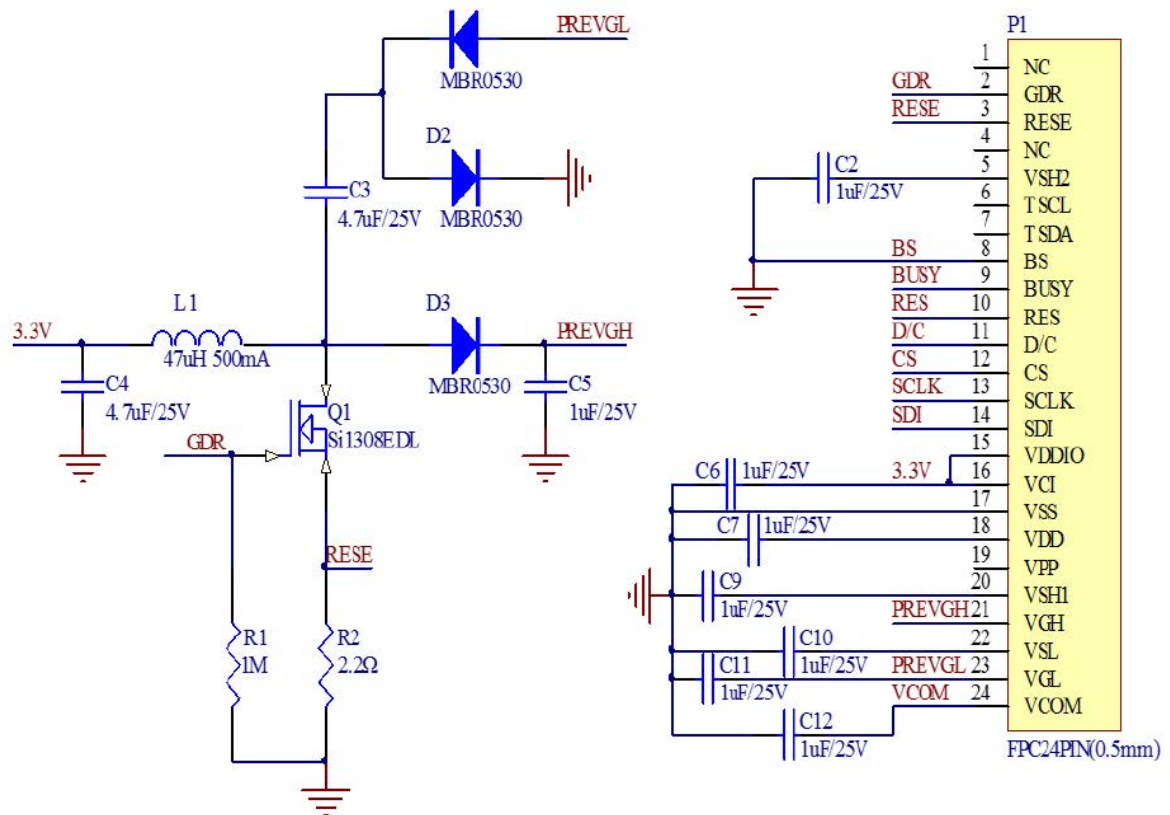 PREVGL
MBR0530
D2
MBR0530
C3
4.7uF/25V
L1
3.3V
47uH 500mA
D3
PREVGH
MBR0530
C4
4.7uF/25V
C5
1uF/25V
Q1
Si1308EDL
GDR
RESE
R1
1M
R2
2.2Ω
P1
1 NC
GDR 2 GDR
RESE 3 RESE
4 NC
C2
1uF/25V
5 VSH2
6 TSCL
7 TSDA
BS 8 BS
BUSY 9 BUSY
RES 10 RES
D/C 11 D/C
CS 12 CS
SCLK 13 SCLK
SDI 14 SDI
15 VDDIO
C6 1uF/25V 3.3V 16 VCI
17 VSS
C7 1uF/25V 18 VDD
19 VPP
C9
1uF/25V
20 VSH1
PREVGH 21 VGH
C10
1uF/25V
22 VSL
C11
1uF/25V
PREVGL 23 VGL
VCOM 24 VCOM
C12
1uF/25V
FPC24PIN(0.5mm)